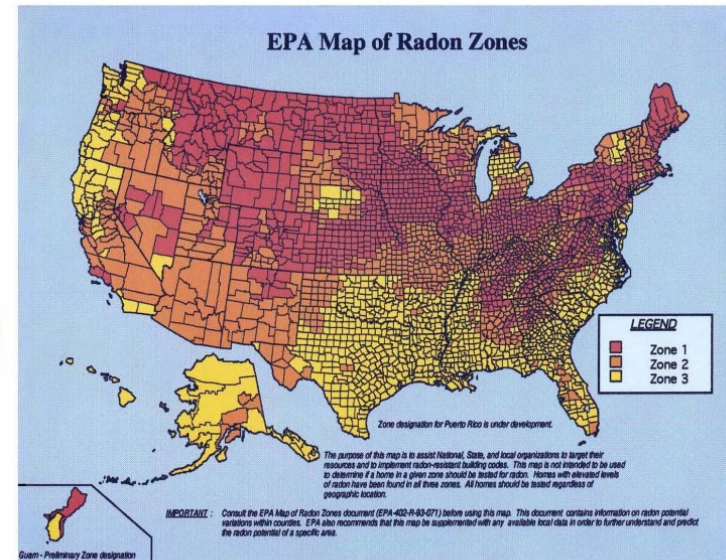 EPA Map of Radon Zones
LEGEND
Zone 1
Zone 2
Zone 3
Zone designation for Puerto Rico is under development.
The purpose of this map is to assist National, State, and local organizations to target their
resources and to implement radon-resistant building codes. This map is not intended to be used
to determine if a home in a given zone should be tested for radon. Homes with elevated levels
of radon have been found in all three zones. All homes should be tested regardless of
geographic location.
IMPORTANT : Consult the EPA Map of Radon Zones document (EPA-402-R-93-071) before using this map. This document contains information on radon potential
variations within counties. EPA also recommends that this map be supplemented with any available local data in order to further understand and predict
the radon potential of a specific area.
Guam - Preliminary Zone designation